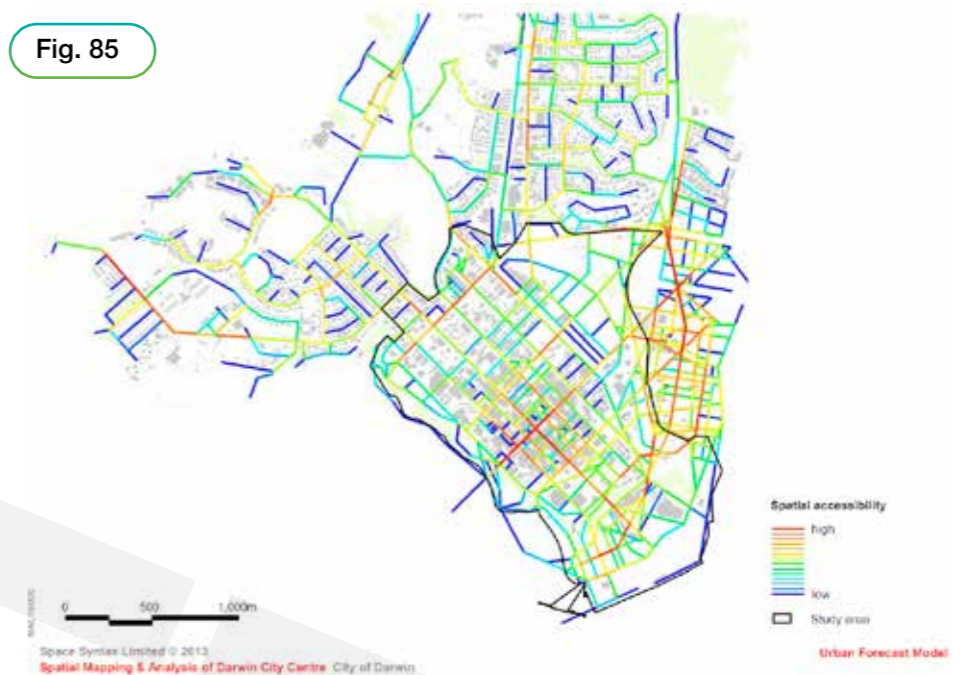 Fig. 85
Spatial accessibility
high
low
Study area
0 500 1,000m
Space Syntax Limited © 2013
Spatial Mapping & Analysis of Darwin City Centre City of Darwin
Urban Forecast Model